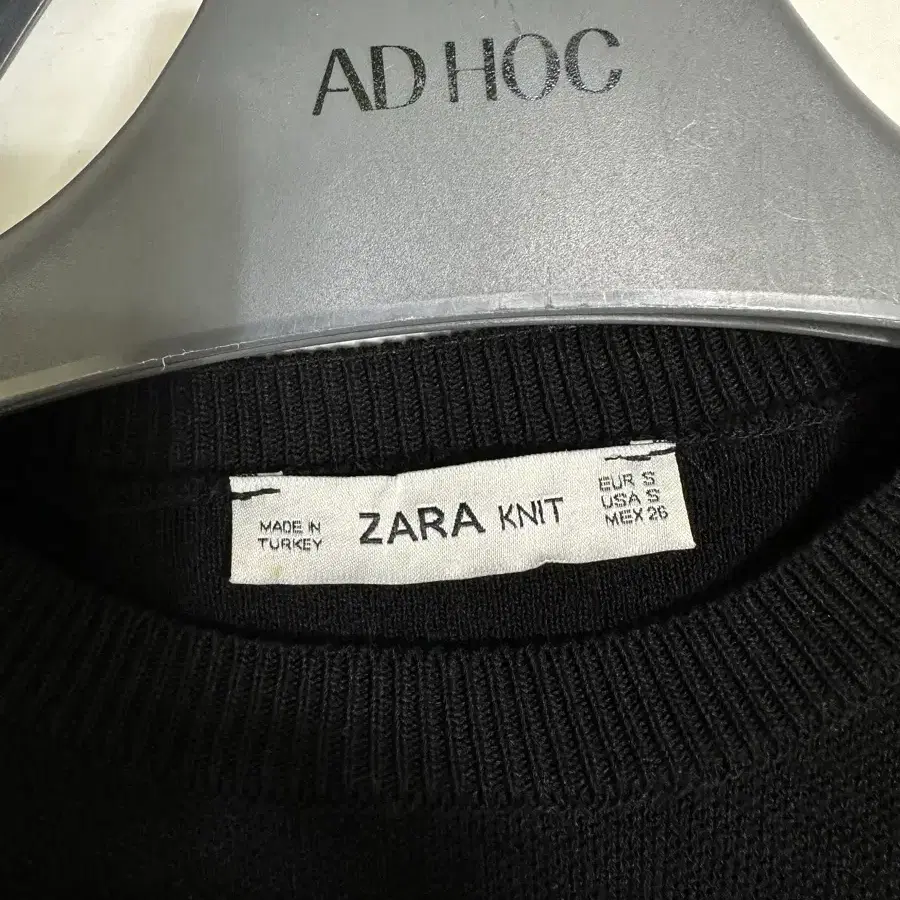 AD HOC
MADE IN
TURKEY
ZARA KNIT
EUR S
USA S
MEX 26